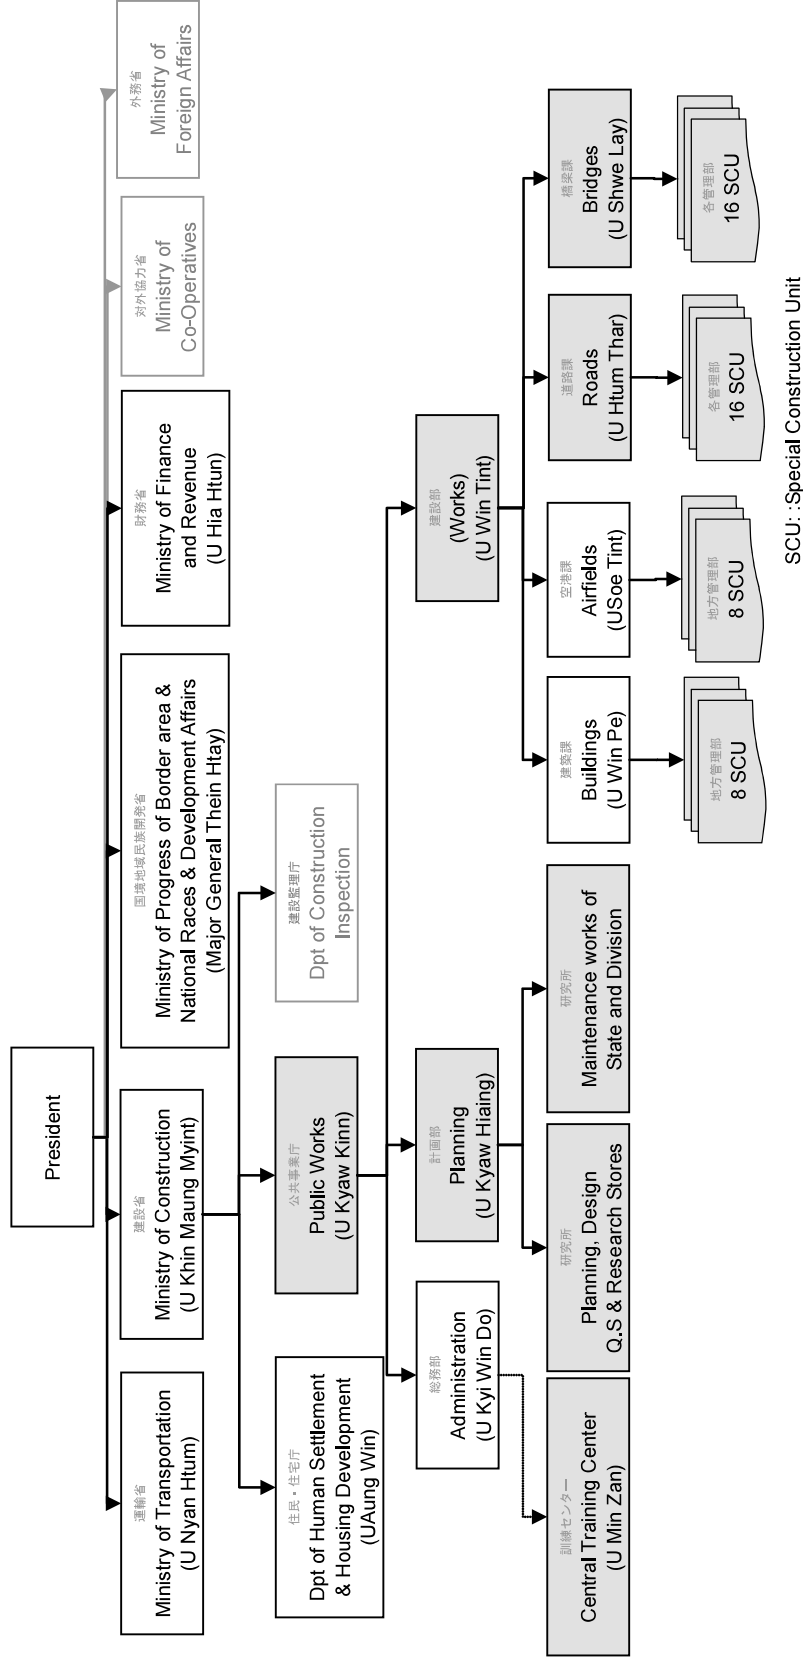 President
運輸省
Ministry of Transportation
(U Nyan Htum)
建設省
Ministry of Construction
(U Khin Maung Myint)
国境地域民族開発省
Ministry of Progress of Border area &
National Races & Development Affairs
(Major General Thein Htay)
財務省
Ministry of Finance
and Revenue
(U Hia Htun)
対外協力省
Ministry of
Co-Operatives
外務省
Ministry of
Foreign Affairs
住民・住宅庁
Dpt of Human Settlement
& Housing Development
(UAung Win)
公共事業庁
Public Works
(U Kyaw Kinn)
建設監理庁
Dpt of Construction
Inspection
総務部
Administration
(U Kyi Win Do)
計画部
Planning
(U Kyaw Hiaing)
建設部
(Works)
(U Win Tint)
訓練センター
Central Training Center
(U Min Zan)
研究所
Planning, Design
Q.S & Research Stores
研究所
Maintenance works of
State and Division
建築課
Buildings
(U Win Pe)
空港課
Airfields
(USoe Tint)
道路課
Roads
(U Htum Thar)
橋梁課
Bridges
(U Shwe Lay)
地方管理部
8 SCU
地方管理部
8 SCU
各管理部
16 SCU
各管理部
16 SCU
SCU: :Special Construction Unit